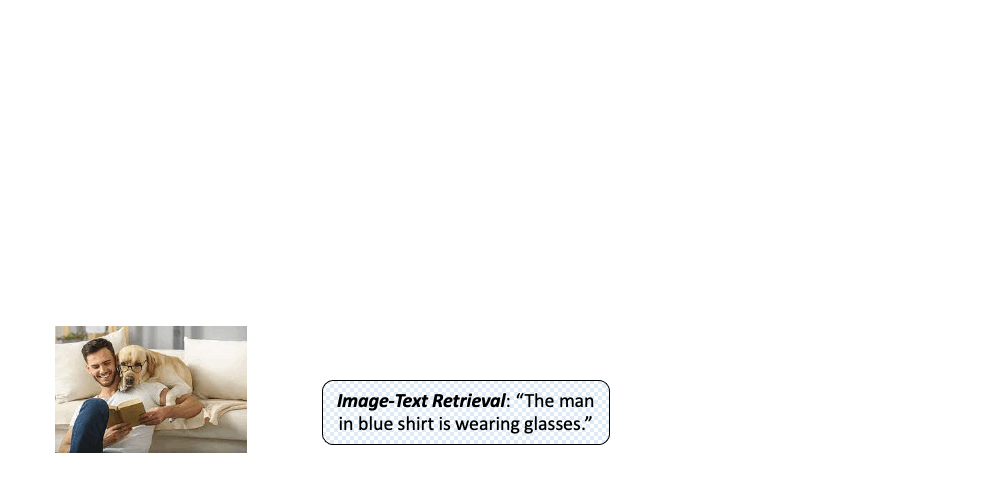 Image-Text Retrieval: “The man
in blue shirt is wearing glasses.”